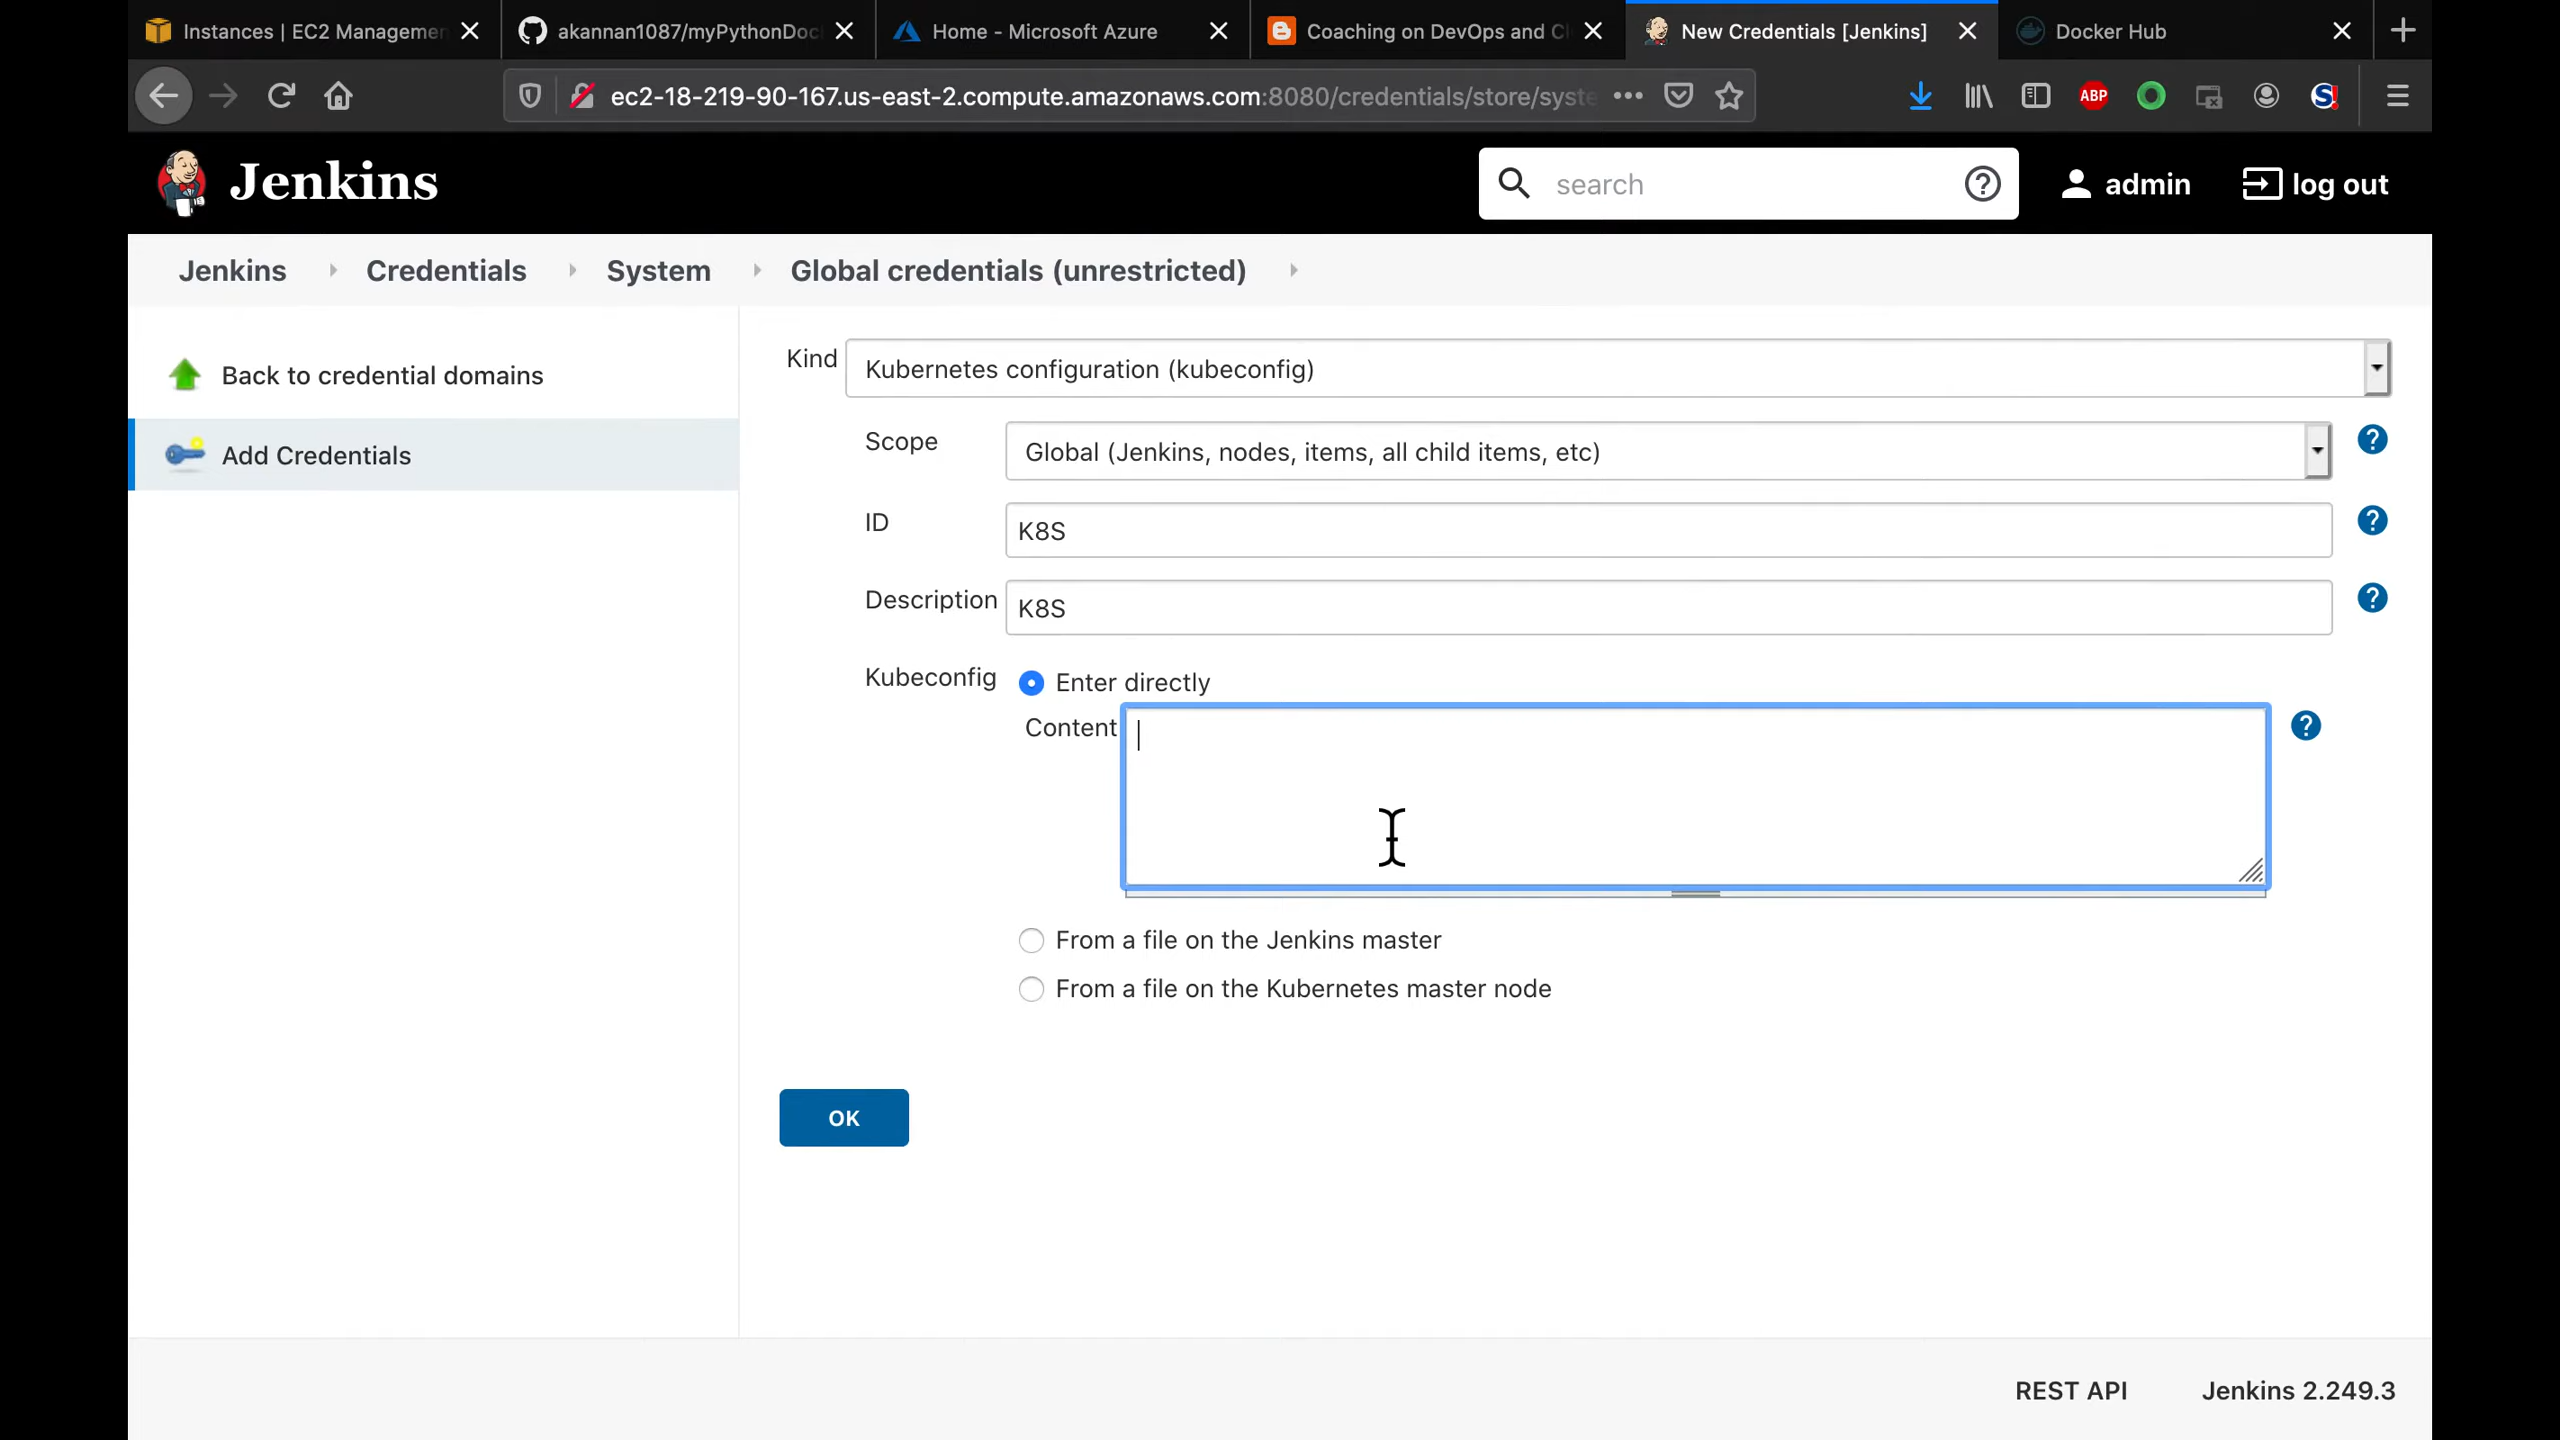 Instances | EC2 Managemen
akannan1087/myPythonDoc
Home - Microsoft Azure
Coaching on DevOps and Cl
New Credentials [Jenkins]
Docker Hub
ec2-18-219-90-167.us-east-2.compute.amazonaws.com:8080/credentials/store/syste
ABP
Jenkins
search
admin
log out
Jenkins
Credentials
System
Global credentials (unrestricted)
Back to credential domains
Add Credentials
Kind
Kubernetes configuration (kubeconfig)
Scope
Global (Jenkins, nodes, items, all child items, etc)
ID
K8S
Description
K8S
Kubeconfig
Enter directly
Content
From a file on the Jenkins master
From a file on the Kubernetes master node
OK
REST API
Jenkins 2.249.3